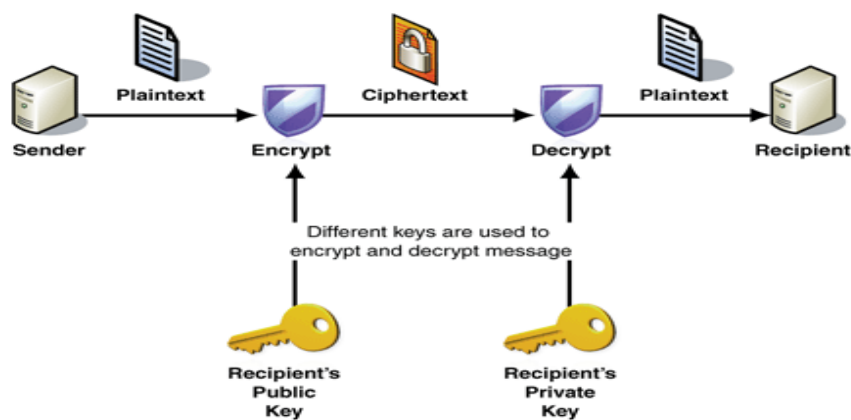 Plaintext
Ciphertext
Plaintext
Sender
Encrypt
Decrypt
Recipient
Different keys are used to
encrypt and decrypt message
Recipient's
Public
Key
Recipient's
Private
Key